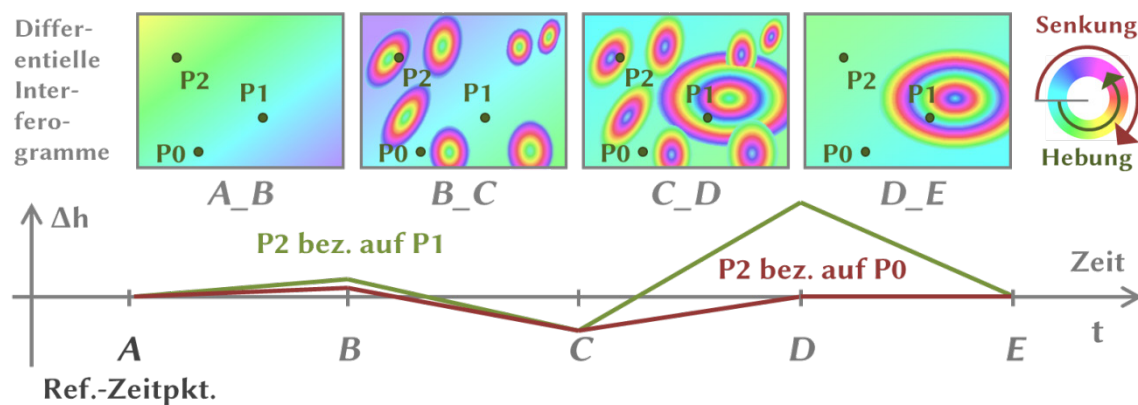 Differ-
entielle
Inter-
fero-
gramme
P2
P1
P0
A_B
P2
P1
P0
B_C
P2
P1
P0
C_D
P2
P1
P0
D_E
Senkung
Hebung
Δh
P2 bez. auf P1
P2 bez. auf P0
Zeit
t
A
B
C
D
E
Ref.-Zeitpkt.